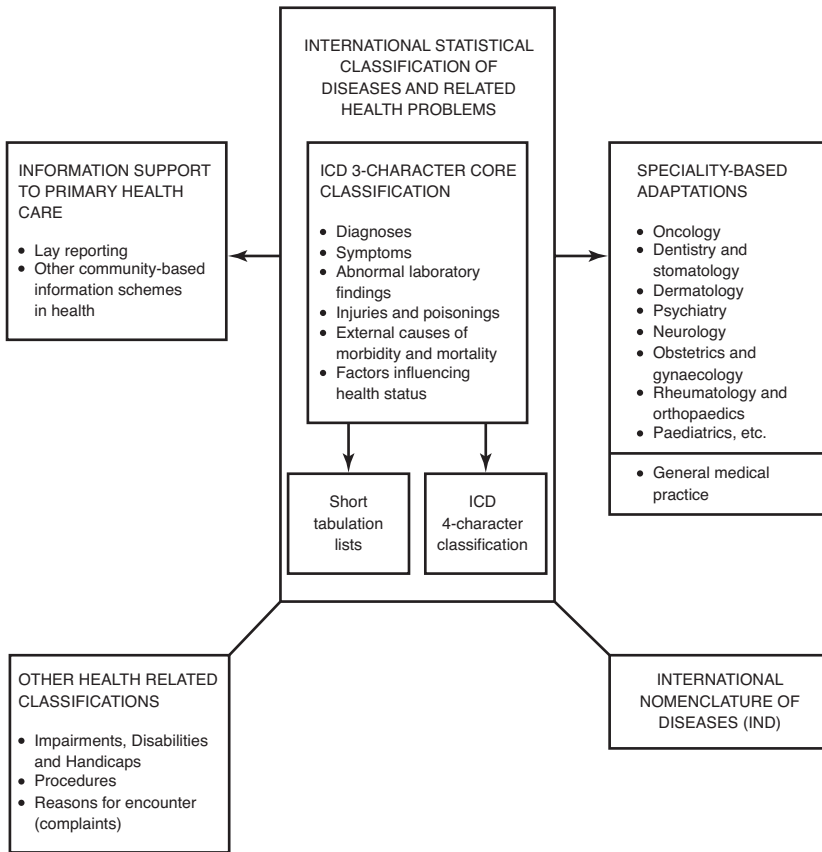 INTERNATIONAL STATISTICAL
CLASSIFICATION OF
DISEASES AND RELATED
HEALTH PROBLEMS
INFORMATION SUPPORT
TO PRIMARY HEALTH
CARE
• Lay reporting
• Other community-based
information schemes
in health
ICD 3-CHARACTER CORE
CLASSIFICATION
• Diagnoses
• Symptoms
• Abnormal laboratory
findings
• Injuries and poisonings
• External causes of
morbidity and mortality
• Factors influencing
health status
SPECIALITY-BASED
ADAPTATIONS
• Oncology
• Dentistry and
stomatology
• Dermatology
• Psychiatry
• Neurology
• Obstetrics and
gynaecology
• Rheumatology and
orthopaedics
• Paediatrics, etc.
• General medical
practice
Short
tabulation
lists
ICD
4-character
classification
OTHER HEALTH RELATED
CLASSIFICATIONS
• Impairments, Disabilities
and Handicaps
• Procedures
• Reasons for encounter
(complaints)
INTERNATIONAL
NOMENCLATURE OF
DISEASES (IND)